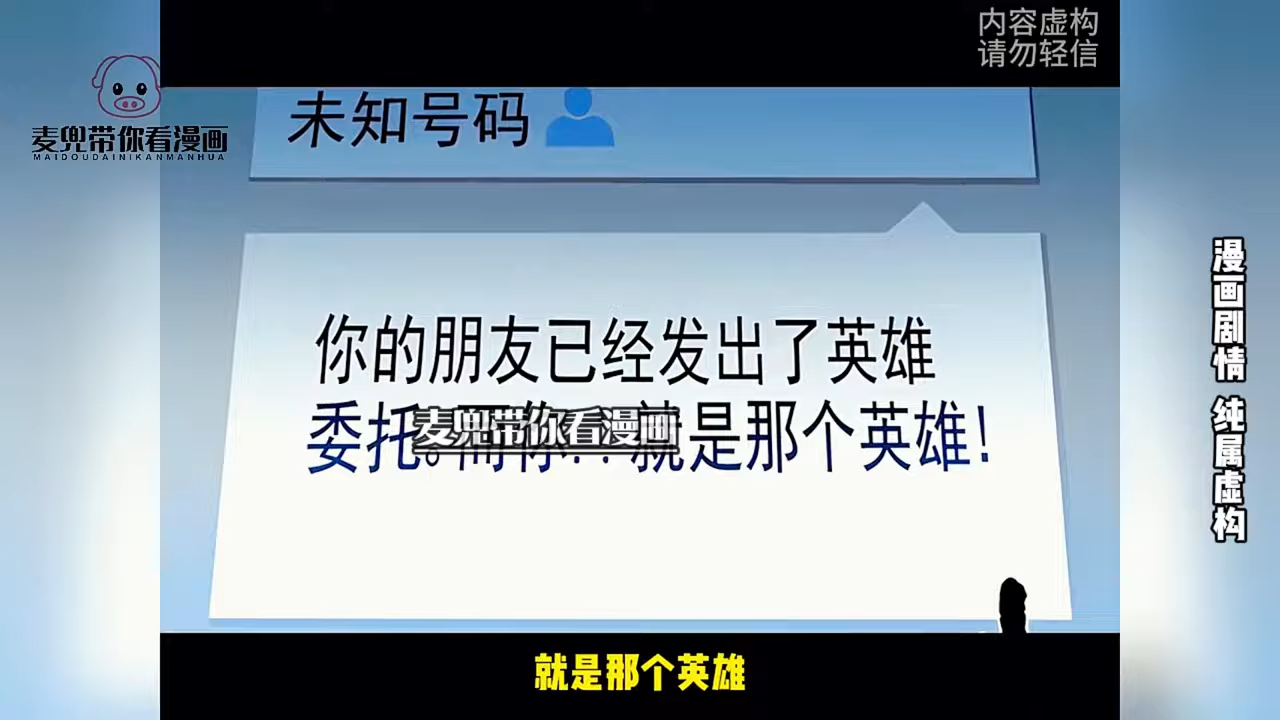 内容虚构
请勿轻信
麦兜带你看漫画
MAIDOUDAINIKANMANHUA
未知号码
你的朋友已经发出了英雄
委托。而你..就是那个英雄!
麦兜带你看漫画
漫画剧情 纯属虚构
就是那个英雄